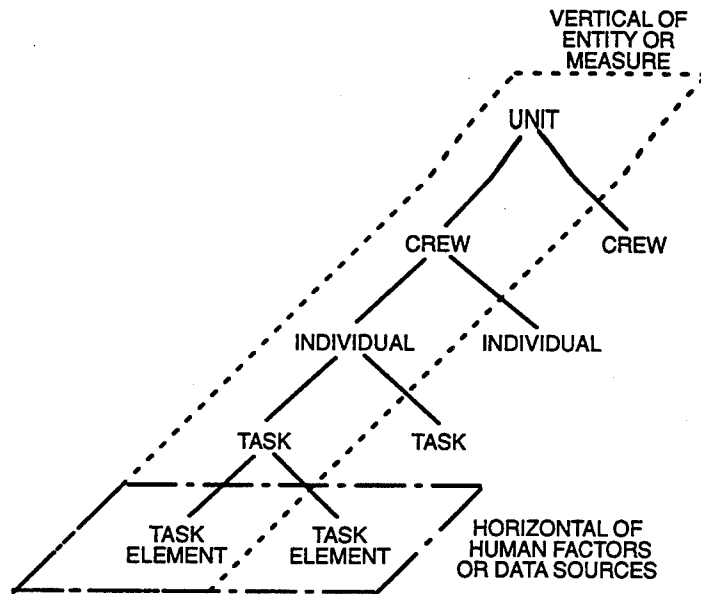 VERTICAL OF
ENTITY OR
MEASURE
UNIT
CREW
CREW
INDIVIDUAL
INDIVIDUAL
TASK
TASK
TASK
ELEMENT
TASK
ELEMENT
HORIZONTAL OF
HUMAN FACTORS
OR DATA SOURCES